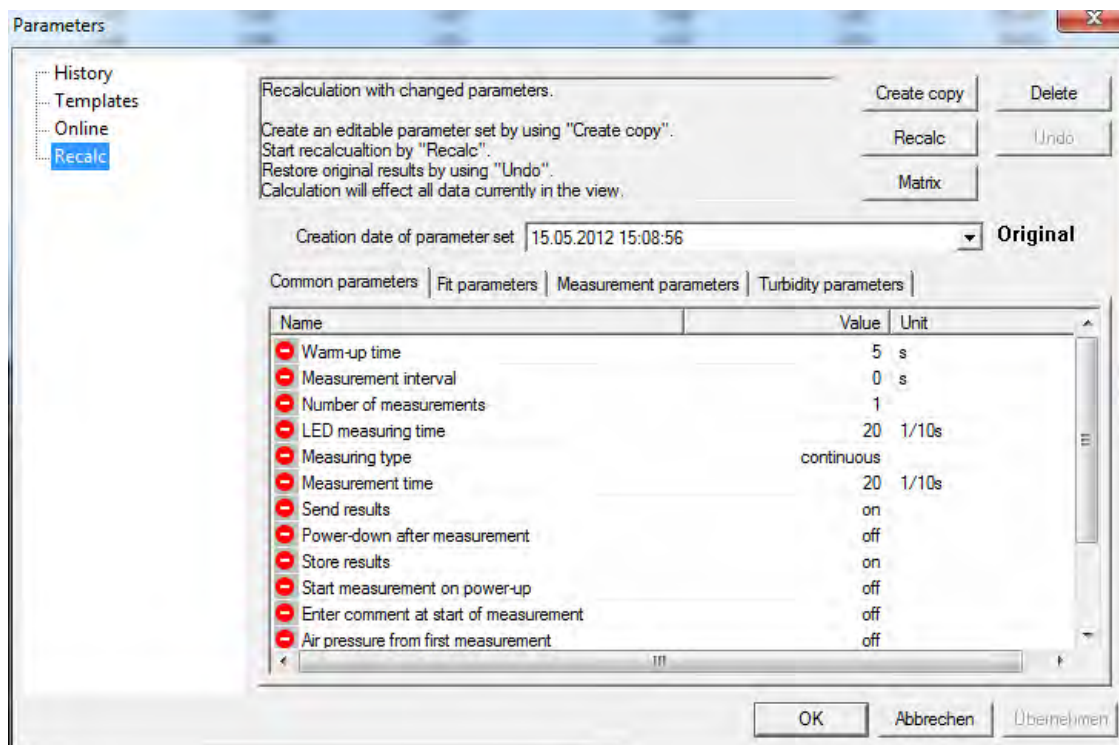 Parameters
History
Templates
Online
Recalc
Recalculation with changed parameters.
Create an editable parameter set by using "Create copy".
Start recalcualtion by "Recalc".
Restore original results by using "Undo".
Calculation will effect all data currently in the view.
Create copy
Delete
Recalc
Undo
Matrix
Creation date of parameter set 15.05.2012 15:08:56 Original
Common parameters Fit parameters Measurement parameters Turbidity parameters
Name Value Unit
Warm-up time 5 s
Measurement interval 0 s
Number of measurements 1
LED measuring time 20 1/10s
Measuring type continuous
Measurement time 20 1/10s
Send results on
Power-down after measurement off
Store results on
Start measurement on power-up off
Enter comment at start of measurement off
Air pressure from first measurement off
OK Abbrechen Übernehmen